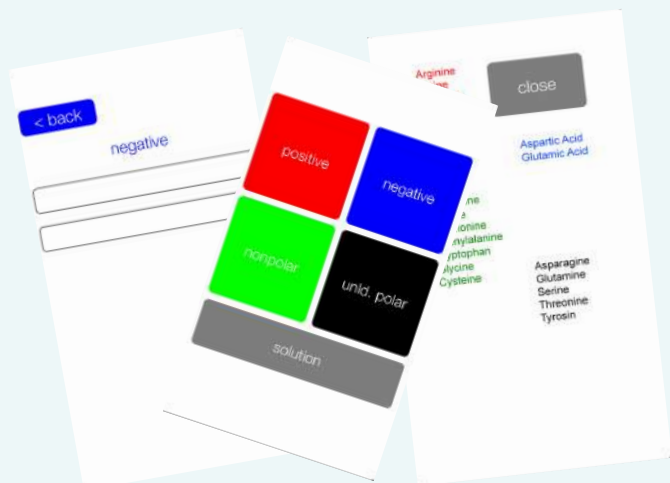 < back
negative
positive
negative
nonpolar
unld. polar
solution
Arginine
close
Aspartic Acid
Glutamic Acid
Cysteine
Asparagine
Glutamine
Serine
Threonine
Tyrosin